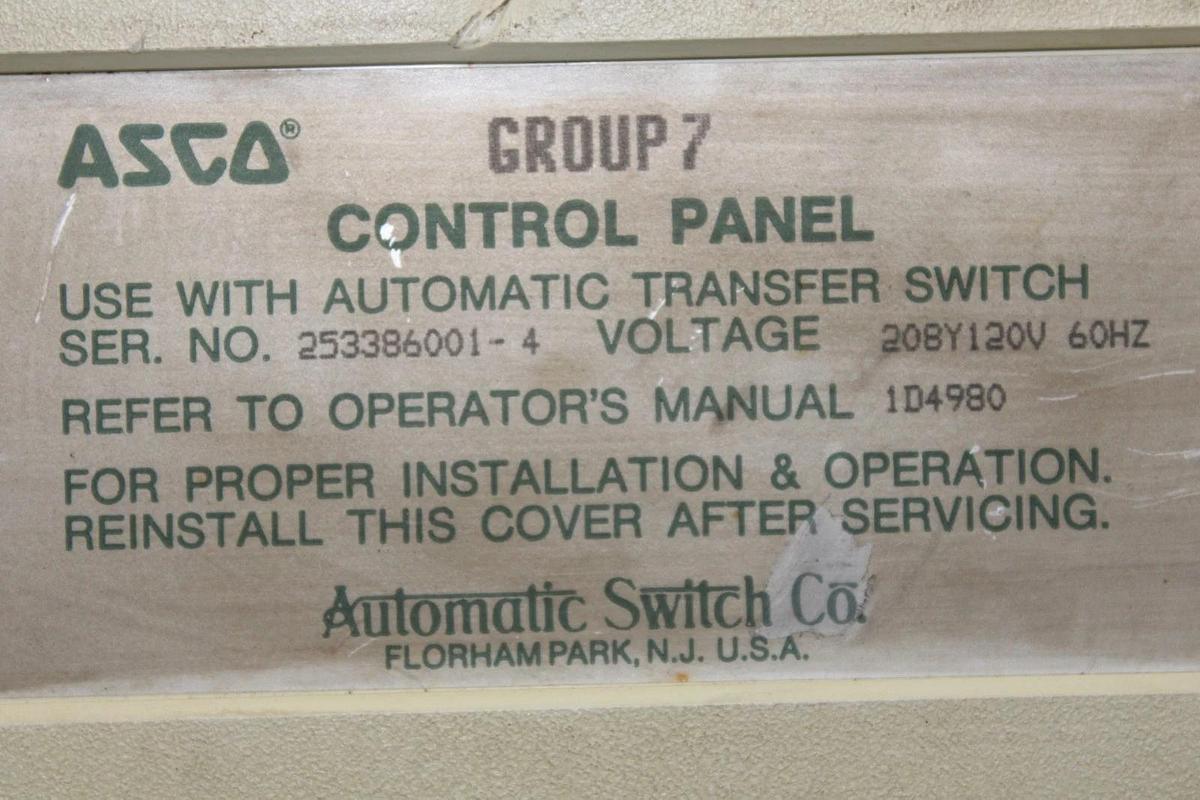 ASCO® GROUP 7
CONTROL PANEL
USE WITH AUTOMATIC TRANSFER SWITCH
SER. NO. 253386001-4 VOLTAGE 208Y120V 60HZ
REFER TO OPERATOR'S MANUAL 1D4980
FOR PROPER INSTALLATION & OPERATION.
REINSTALL THIS COVER AFTER SERVICING.
Automatic Switch Co.
FLORHAM PARK, N.J. U.S.A.